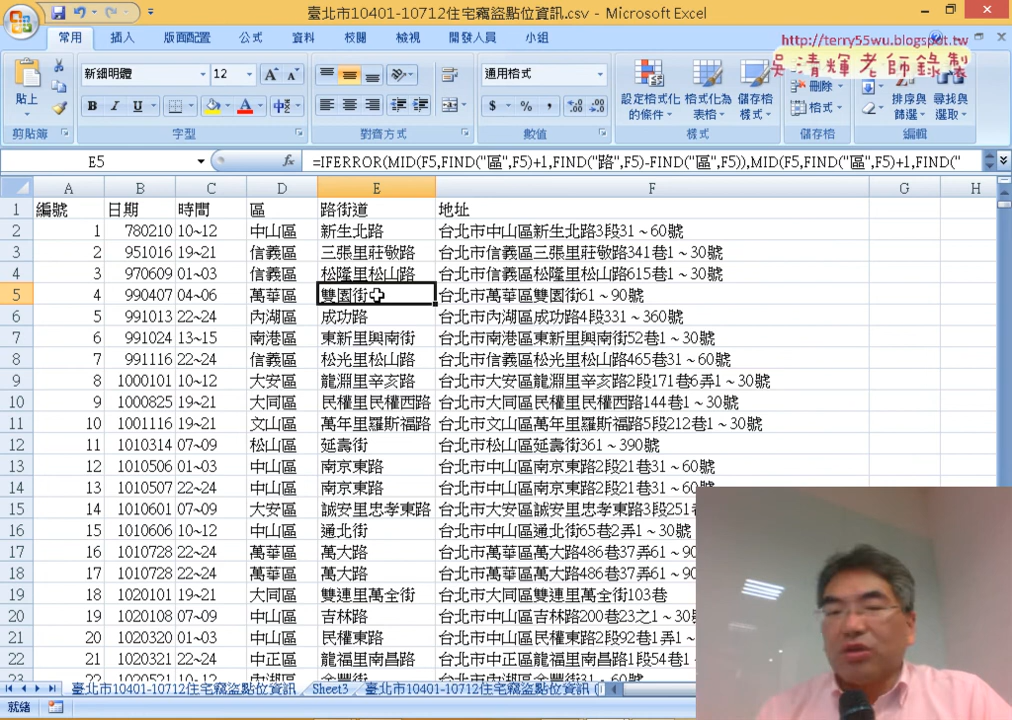 臺北市10401-10712住宅竊盜點位資訊.csv - Microsoft Excel
常用 插入 版面配置 公式 資料 校閱 檢視 開發人員 小組
http://terry55wu.blogspot.tw
吳清輝老師錄製
新細明體 12 通用格式
貼上 B I U $ % , 設定格式化的條件 格式化為表格 儲存格樣式 刪除 格式 排序與篩選 尋找與選取
剪貼簿 字型 對齊方式 數值 樣式 儲存格 編輯
E5 fx =IFERROR(MID(F5,FIND("區",F5)+1,FIND("路",F5)-FIND("區",F5)),MID(F5,FIND("區",F5)+1,FIND("
A B C D E F G H
1 編號 日期 時間 區 路街道 地址
2 1 780210 10~12 中山區 新生北路 台北市中山區新生北路3段31～60號
3 2 951016 19~21 信義區 三張里莊敬路 台北市信義區三張里莊敬路341巷1～30號
4 3 970609 01~03 信義區 松隆里松山路 台北市信義區松隆里松山路615巷1～30號
5 4 990407 04~06 萬華區 雙園街 台北市萬華區雙園街61～90號
6 5 991013 22~24 內湖區 成功路 台北市內湖區成功路4段331～360號
7 6 991024 13~15 南港區 東新里興南街 台北市南港區東新里興南街52巷1～30號
8 7 991116 22~24 信義區 松光里松山路 台北市信義區松光里松山路465巷31～60號
9 8 1000101 10~12 大安區 龍淵里辛亥路 台北市大安區龍淵里辛亥路2段171巷6弄1～30號
10 9 1000825 19~21 大同區 民權里民權西路 台北市大同區民權里民權西路144巷1～30號
11 10 1001116 19~21 文山區 萬年里羅斯福路 台北市文山區萬年里羅斯福路5段212巷1～30號
12 11 1010314 07~09 松山區 延壽街 台北市松山區延壽街361～390號
13 12 1010506 01~03 中山區 南京東路 台北市中山區南京東路2段21巷31～60號
14 13 1010507 22~24 中山區 南京東路 台北市中山區南京東路2段21巷31～60號
15 14 1010601 07~09 大安區 誠安里忠孝東路 台北市大安區誠安里忠孝東路3段251巷
16 15 1010606 10~12 中山區 通北街 台北市中山區通北街65巷2弄1～30號
17 16 1010728 22~24 萬華區 萬大路 台北市萬華區萬大路486巷37弄61～90
18 17 1010728 22~24 萬華區 萬大路 台北市萬華區萬大路486巷37弄61～90
19 18 1020101 19~21 大同區 雙連里萬全街 台北市大同區雙連里萬全街103巷
20 19 1020108 07~09 中山區 吉林路 台北市中山區吉林路200巷23之1～30
21 20 1020320 01~03 中山區 民權東路 台北市中山區民權東路2段92巷1弄1～
22 21 1020321 22~24 中正區 龍福里南昌路 台北市中正區龍福里南昌路1段54巷1～
臺北市10401-10712住宅竊盜點位資訊 Sheet3 臺北市10401-10712住宅竊盜點位資訊
就緒